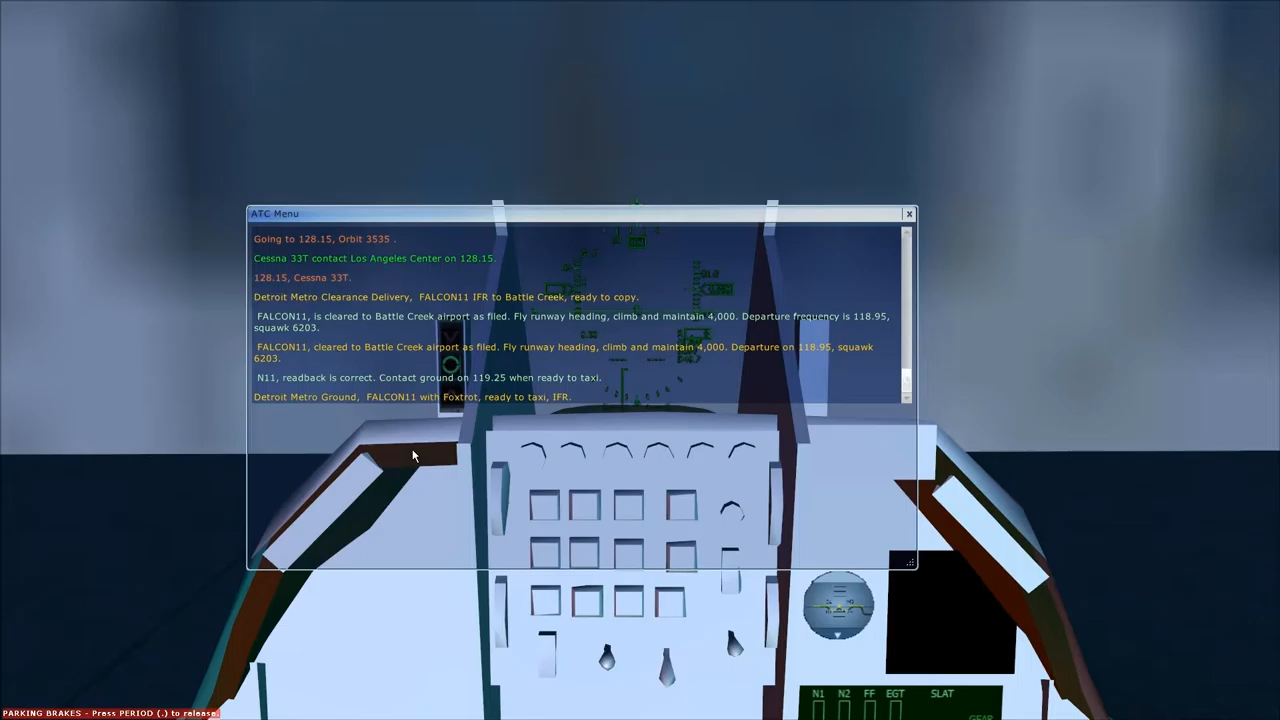 ATC Menu
Going to 128.15, Orbit 3535 .
Cessna 33T contact Los Angeles Center on 128.15.
128.15, Cessna 33T.
Detroit Metro Clearance Delivery, FALCON11 IFR to Battle Creek, ready to copy.
FALCON11, is cleared to Battle Creek airport as filed. Fly runway heading, climb and maintain 4,000. Departure frequency is 118.95,
squawk 6203.
FALCON11, cleared to Battle Creek airport as filed. Fly runway heading, climb and maintain 4,000. Departure on 118.95, squawk
6203.
N11, readback is correct. Contact ground on 119.25 when ready to taxi.
Detroit Metro Ground, FALCON11 with Foxtrot, ready to taxi, IFR.
N1 N2 FF EGT SLAT
GEAR
PARKING BRAKES - Press PERIOD (.) to release.